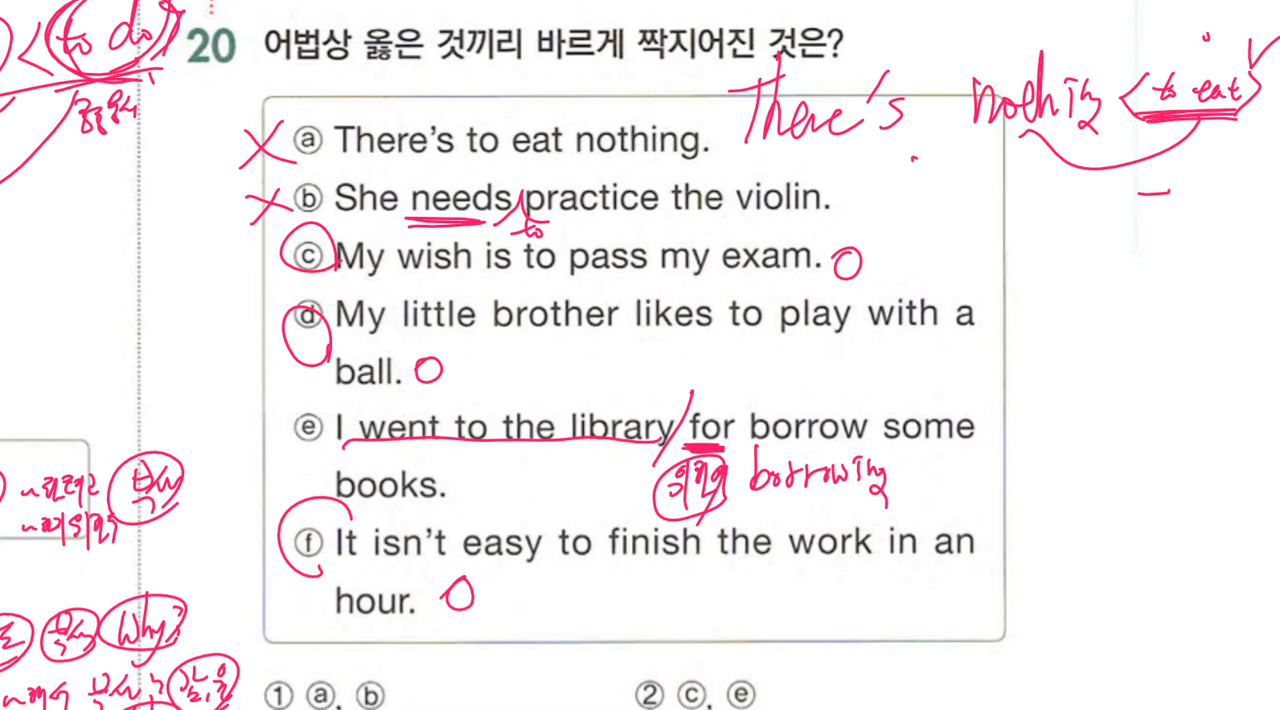 to do
20 어법상 옳은 것끼리 바르게 짝지어진 것은?
There's nothing to eat
ⓐ There's to eat nothing.
ⓑ She needs practice the violin.
to
ⓒ My wish is to pass my exam.
ⓓ My little brother likes to play with a
ball.
ⓔ I went to the library for borrow some
books.
borrowing
ⓕ It isn't easy to finish the work in an
hour.
Why?
① ⓐ, ⓑ
② ⓒ, ⓔ